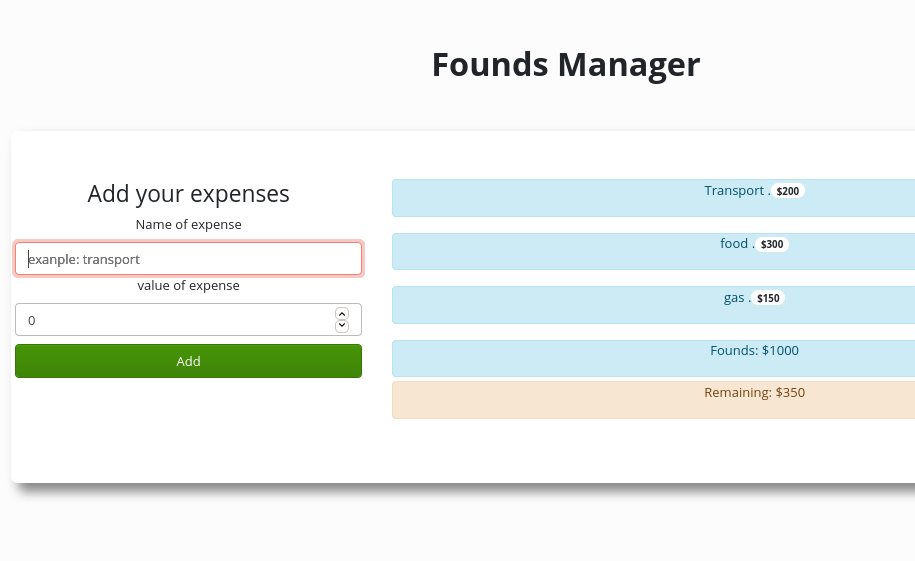 Founds Manager
Add your expenses
Name of expense
exanple: transport
value of expense
0
Add
Transport . $200
food . $300
gas . $150
Founds: $1000
Remaining: $350